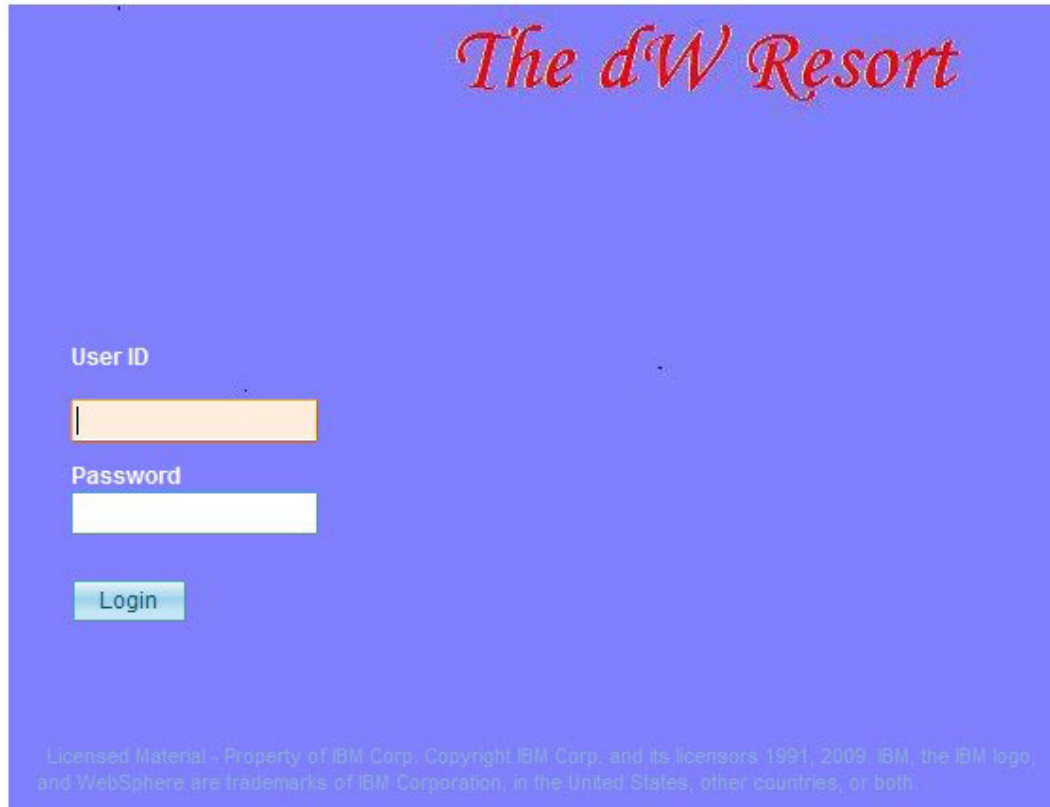 The dW Resort
User ID
Password
Login
Licensed Material - Property of IBM Corp. Copyright IBM Corp. and its licensors 1991, 2009. IBM, the IBM logo,
and WebSphere are trademarks of IBM Corporation, in the United States, other countries, or both.